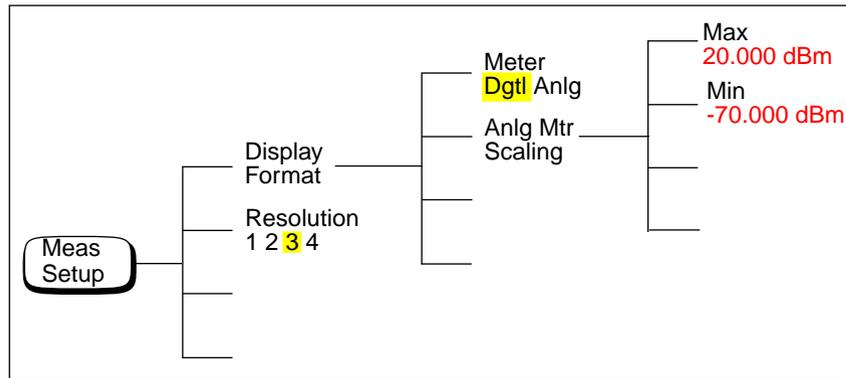 Meas
Setup
Display
Format
Resolution
1 2 3 4
Meter
Dgtl Anlg
Anlg Mtr
Scaling
Max
20.000 dBm
Min
-70.000 dBm